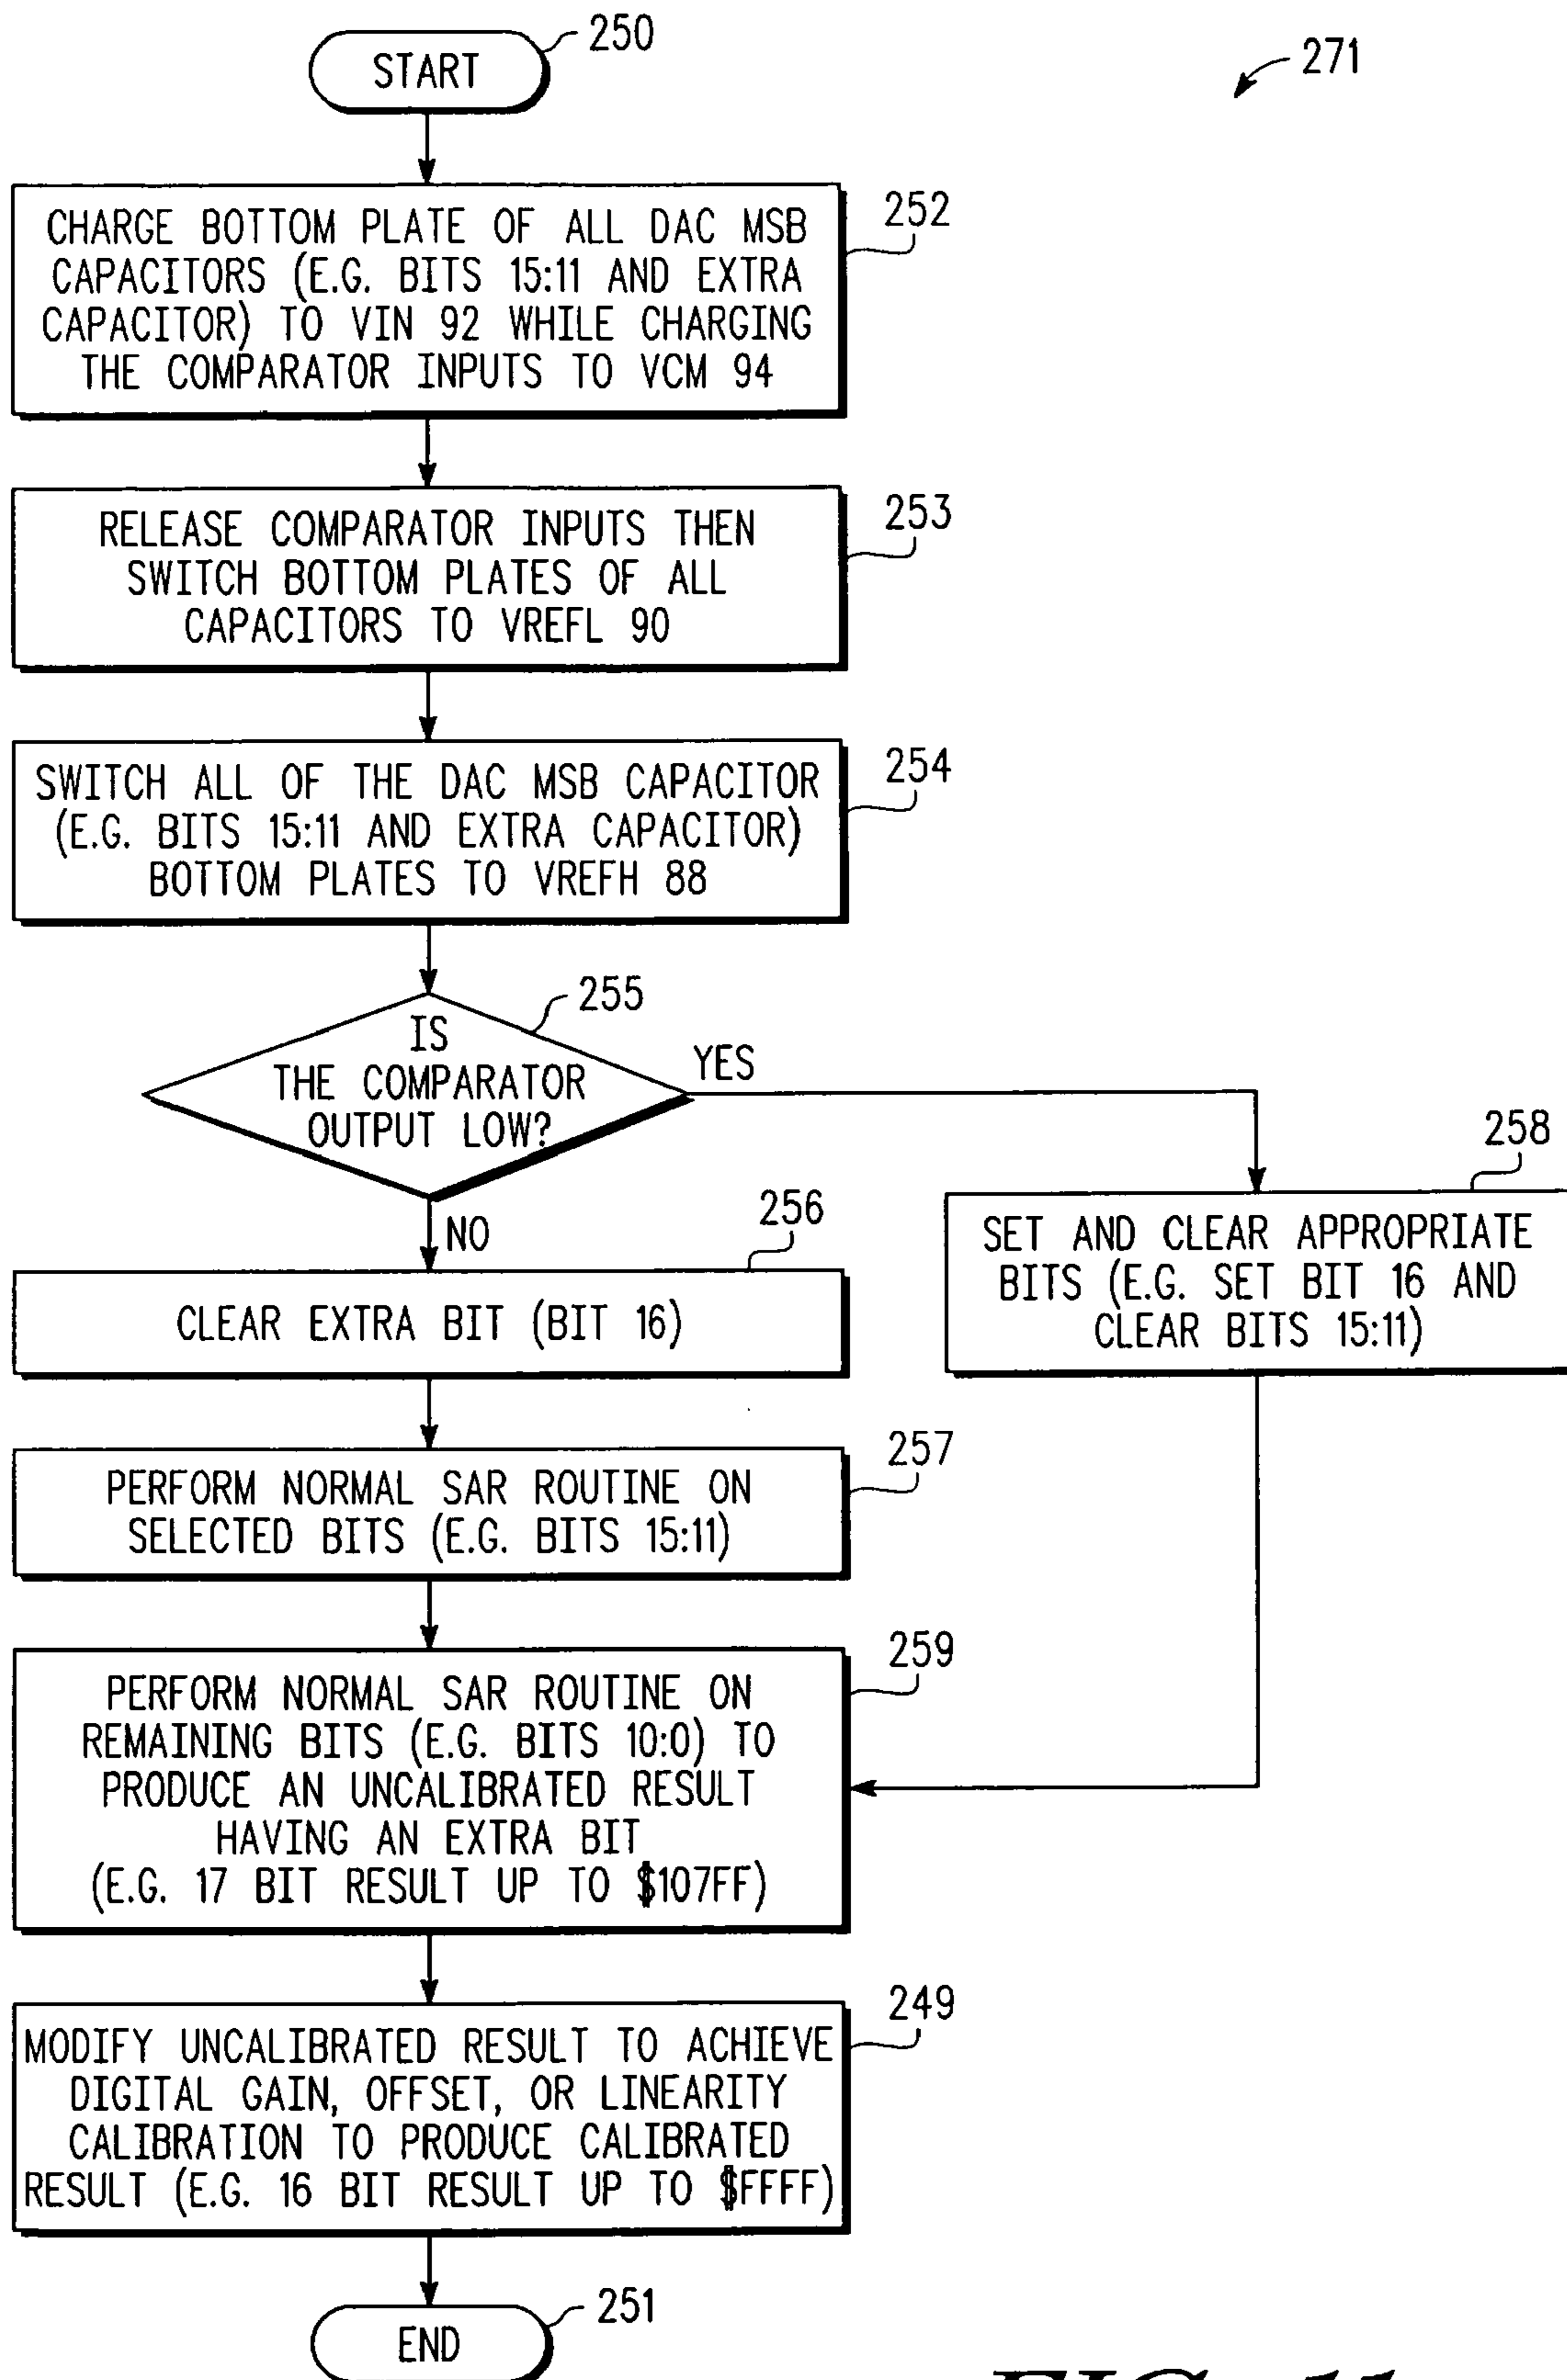 START
250
271
CHARGE BOTTOM PLATE OF ALL DAC MSB
CAPACITORS (E.G. BITS 15:11 AND EXTRA
CAPACITOR) TO VIN 92 WHILE CHARGING
THE COMPARATOR INPUTS TO VCM 94
252
RELEASE COMPARATOR INPUTS THEN
SWITCH BOTTOM PLATES OF ALL
CAPACITORS TO VREFL 90
253
SWITCH ALL OF THE DAC MSB CAPACITOR
(E.G. BITS 15:11 AND EXTRA CAPACITOR)
BOTTOM PLATES TO VREFH 88
254
IS
THE COMPARATOR
OUTPUT LOW?
255
YES
NO
258
SET AND CLEAR APPROPRIATE
BITS (E.G. SET BIT 16 AND
CLEAR BITS 15:11)
256
CLEAR EXTRA BIT (BIT 16)
PERFORM NORMAL SAR ROUTINE ON
SELECTED BITS (E.G. BITS 15:11)
257
PERFORM NORMAL SAR ROUTINE ON
REMAINING BITS (E.G. BITS 10:0) TO
PRODUCE AN UNCALIBRATED RESULT
HAVING AN EXTRA BIT
(E.G. 17 BIT RESULT UP TO $107FF)
259
MODIFY UNCALIBRATED RESULT TO ACHIEVE
DIGITAL GAIN, OFFSET, OR LINEARITY
CALIBRATION TO PRODUCE CALIBRATED
RESULT (E.G. 16 BIT RESULT UP TO $FFFF)
249
END
251